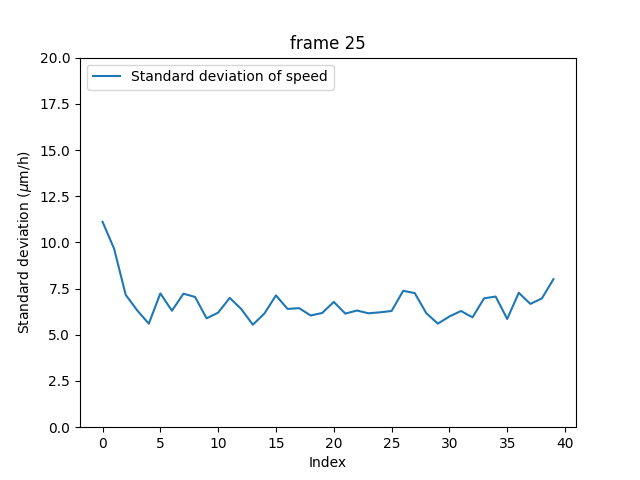 frame 25
Standard deviation of speed
Standard deviation (μm/h)
20.0
17.5
15.0
12.5
10.0
7.5
5.0
2.5
0.0
0 5 10 15 20 25 30 35 40
Index